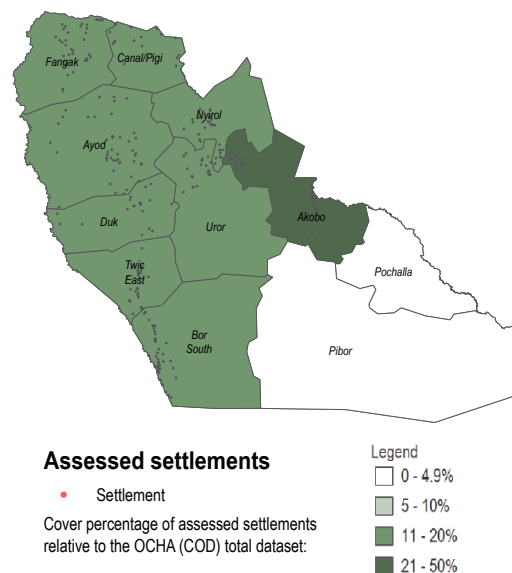 Fangak
Canal/Pigi
Nyirol
Ayod
Akobo
Duk
Uror
Pochalla
Twic
East
Bor
South
Pibor
Assessed settlements
Settlement
Cover percentage of assessed settlements
relative to the OCHA (COD) total dataset:
Legend
0 - 4.9%
5 - 10%
11 - 20%
21 - 50%